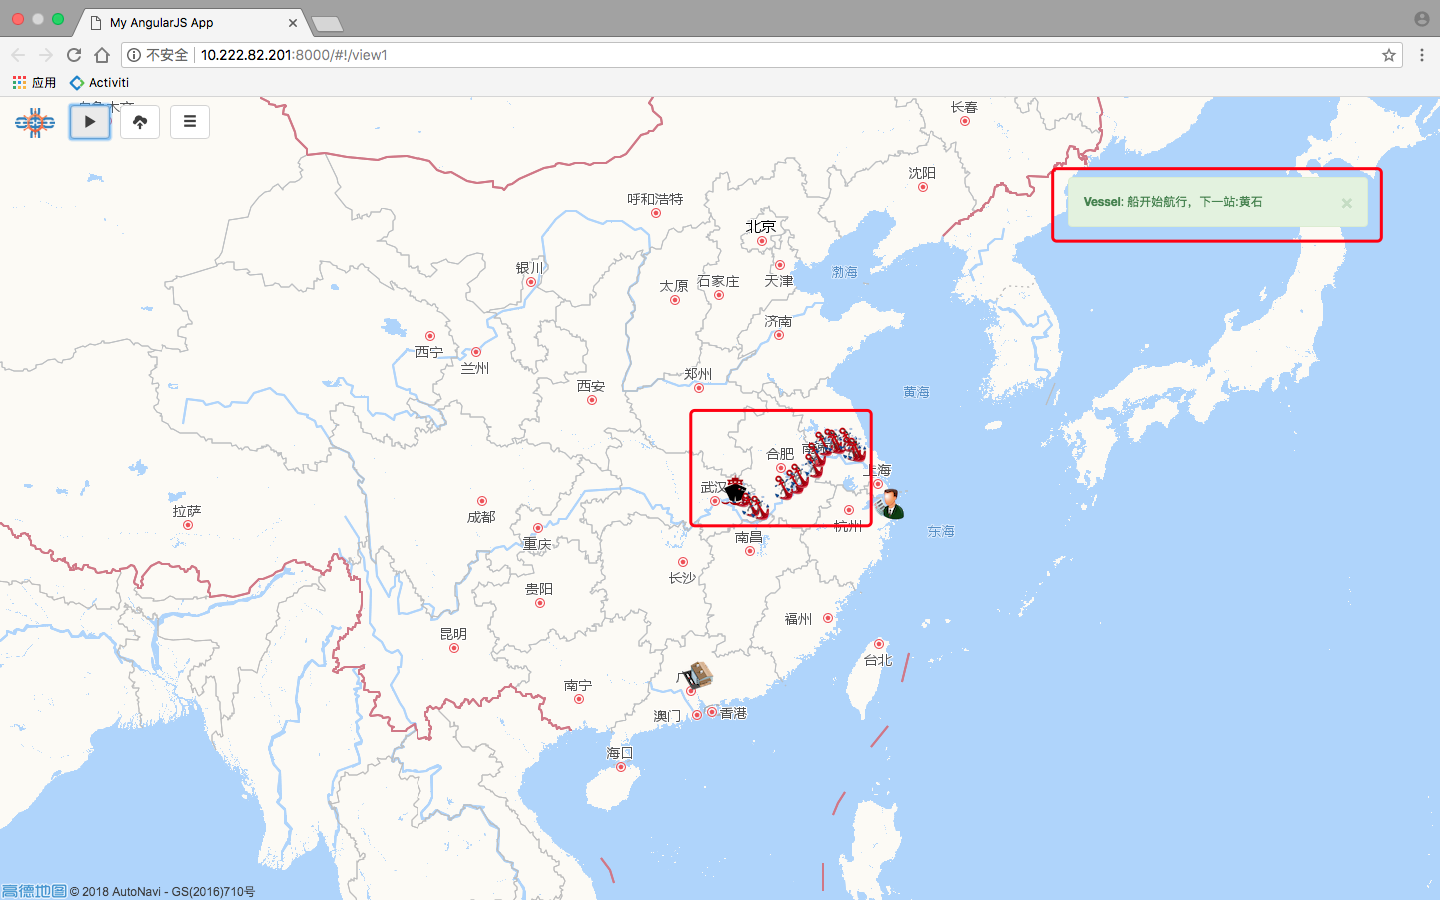 My AngularJS App
不安全
10.222.82.201:8000/#!/view1
应用
Activiti
长春
沈阳
呼和浩特
北京
Vessel: 船开始航行，下一站:黄石
银川
天津
渤海
太原
石家庄
济南
西宁
兰州
郑州
西安
黄海
合肥
武汉
上海
拉萨
成都
杭州
东海
重庆
南昌
长沙
贵阳
福州
昆明
台北
南宁
澳门
香港
海口
高德地图 © 2018 AutoNavi - GS(2016)710号